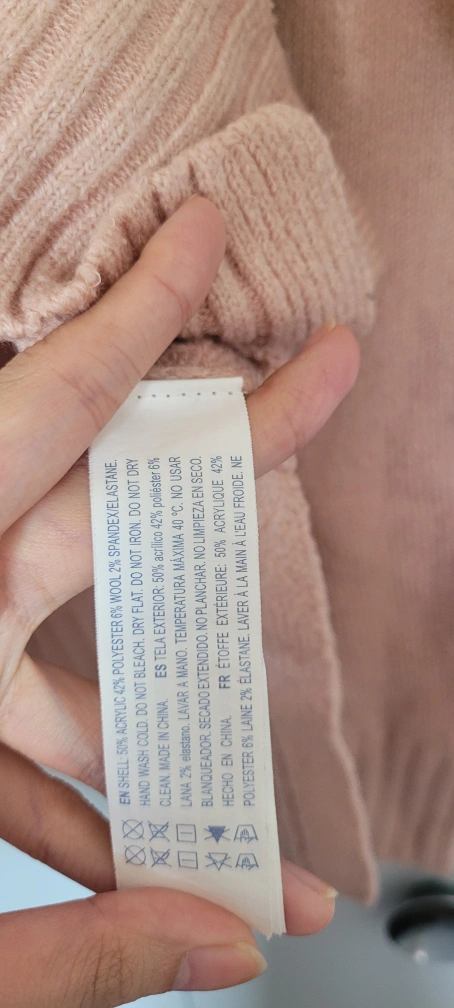 EN SHELL: 50% ACRYLIC 42% POLYESTER 6% WOOL 2% SPANDEX/ELASTANE.
HAND WASH COLD. DO NOT BLEACH. DRY FLAT. DO NOT IRON. DO NOT DRY
CLEAN. MADE IN CHINA. ES TELA EXTERIOR: 50% acrílico 42% poliéster 6%
LANA 2% elastano. LAVAR A MANO. TEMPERATURA MÁXIMA 40 ºC. NO USAR
BLANQUEADOR. SECADO EXTENDIDO. NO PLANCHAR. NO LIMPIEZA EN SECO.
HECHO EN CHINA. FR ÉTOFFE EXTÉRIEURE: 50% ACRYLIQUE 42%
POLYESTER 6% LAINE 2% ÉLASTANE. LAVER À LA MAIN À L'EAU FROIDE. NE